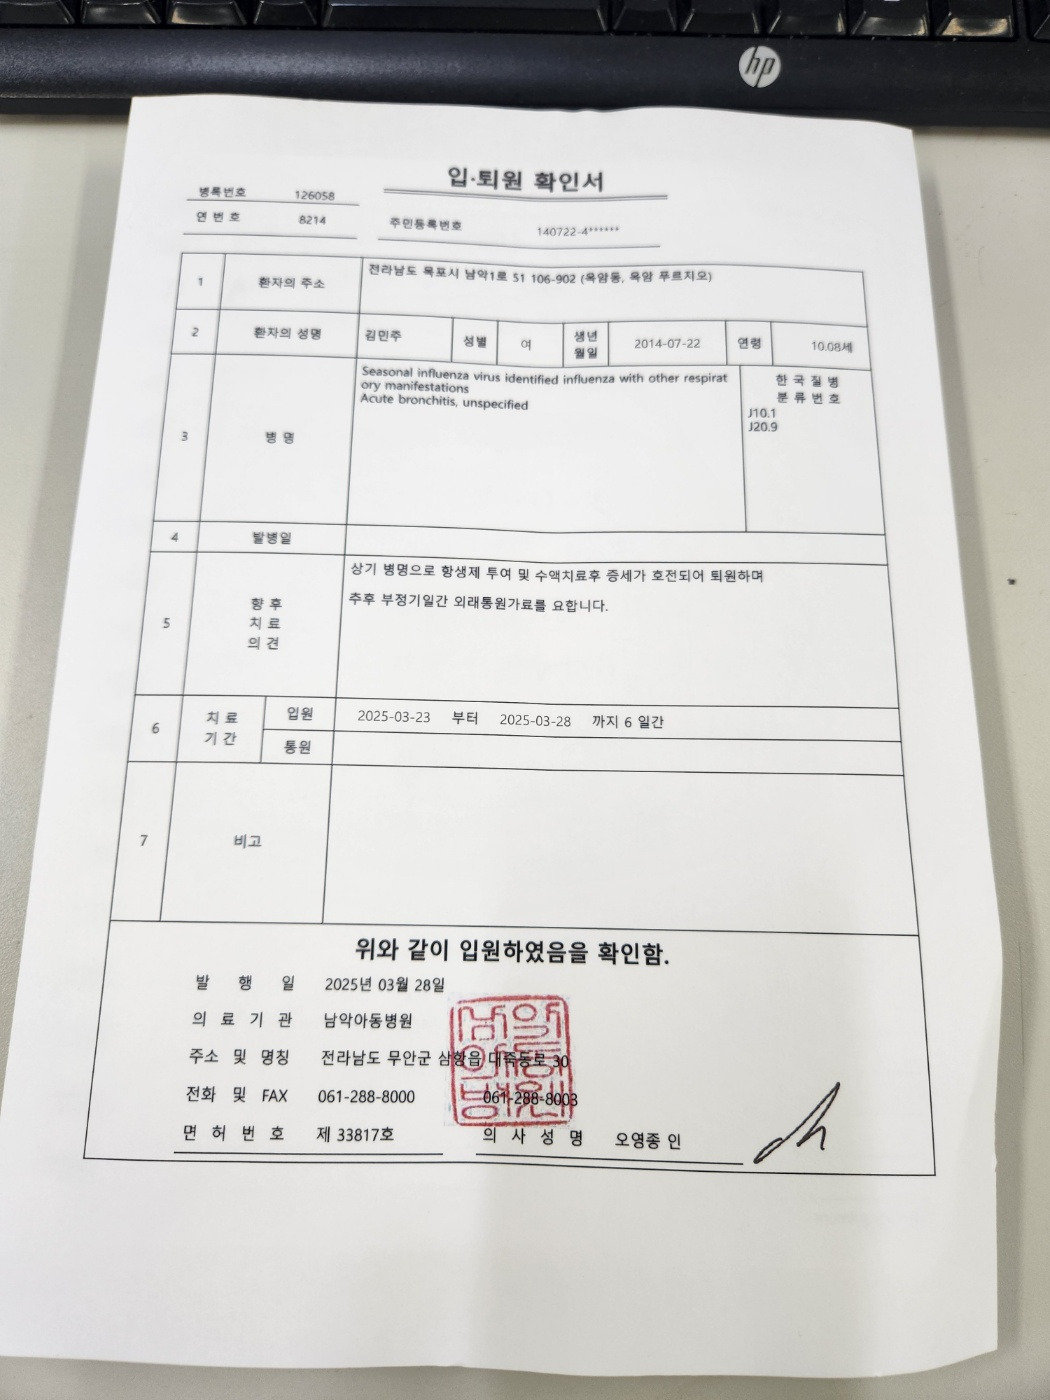 hp
입·퇴원 확인서
병록번호 126058
연 번 호 8214
주민등록번호 140722-4******
1 환자의 주소 전라남도 목포시 남악1로 51 106-902 (옥암동, 옥암 푸르지오)
2 환자의 성명 김민주 성별 여 생년월일 2014-07-22 연령 10.08세
3 병 명
Seasonal influenza virus identified influenza with other respirat
ory manifestations
Acute bronchitis, unspecified
한 국 질 병
분 류 번 호
J10.1
J20.9
4 발병일
5 향 후
치 료
의 견
상기 병명으로 항생제 투여 및 수액치료후 증세가 호전되어 퇴원하며
추후 부정기일간 외래통원가료를 요합니다.
6 치 료
기 간
입원 2025-03-23 부터 2025-03-28 까지 6 일간
통원
7 비고
위와 같이 입원하였음을 확인함.
발 행 일 2025년 03월 28일
의 료 기 관 남악아동병원
주소 및 명칭 전라남도 무안군 삼향읍 대죽동로 30
전화 및 FAX 061-288-8000 061-288-8003
면 허 번 호 제 33817호 의 사 성 명 오영종 인
남악
아동
병원